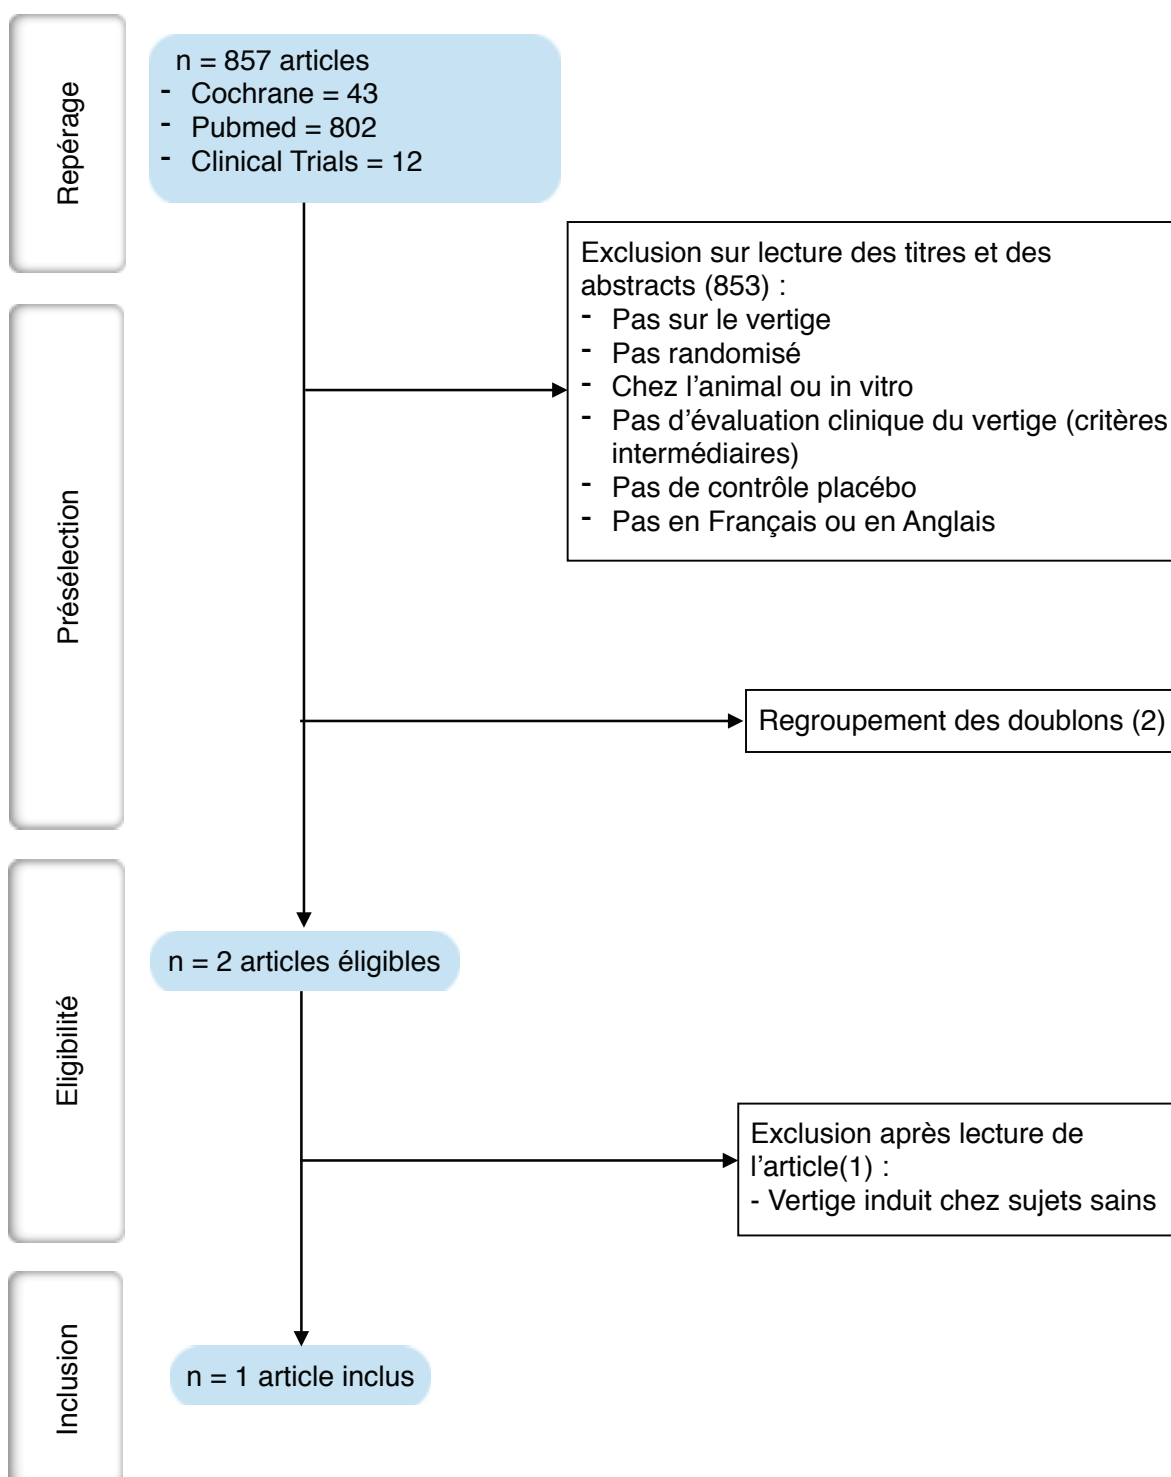 Repérage
n = 857 articles
- Cochrane = 43
- Pubmed = 802
- Clinical Trials = 12
Présélection
Exclusion sur lecture des titres et des
abstracts (853) :
- Pas sur le vertige
- Pas randomisé
- Chez l’animal ou in vitro
- Pas d’évaluation clinique du vertige (critères
intermédiaires)
- Pas de contrôle placébo
- Pas en Français ou en Anglais
Regroupement des doublons (2)
Eligibilité
n = 2 articles éligibles
Exclusion après lecture de
l’article(1) :
- Vertige induit chez sujets sains
Inclusion
n = 1 article inclus